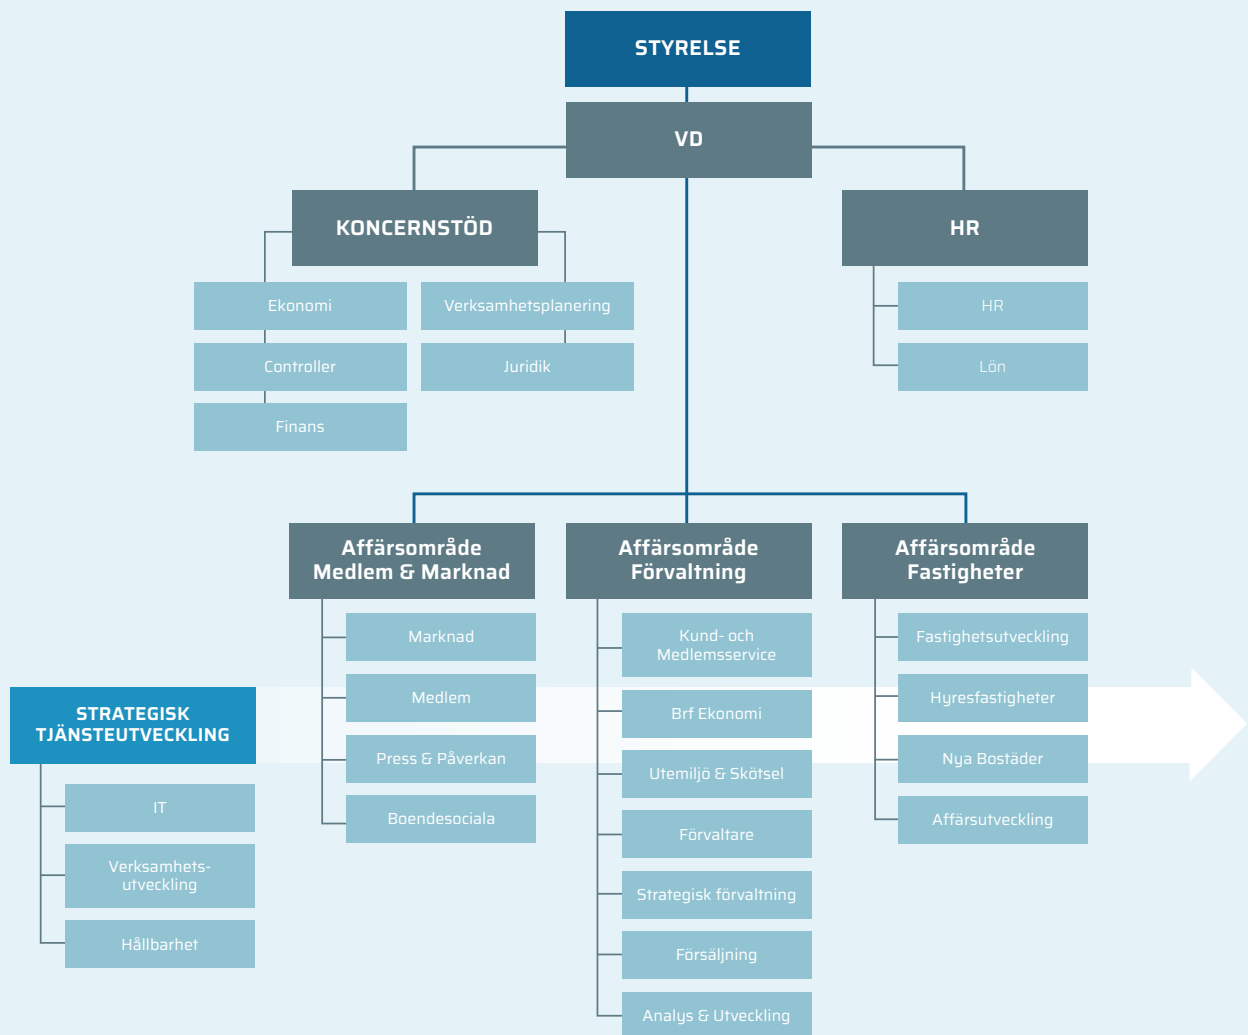 STYRELSE
VD
KONCERNSTÖD
Ekonomi
Controller
Finans
Verksamhetsplanering
Juridik
HR
HR
Lön
Affärsområde
Medlem & Marknad
Marknad
Medlem
Press & Påverkan
Boendesociala
Affärsområde
Förvaltning
Kund- och
Medlemsservice
Brf Ekonomi
Utemiljö & Skötsel
Förvaltare
Strategisk förvaltning
Försäljning
Analys & Utveckling
Affärsområde
Fastigheter
Fastighetsutveckling
Hyresfastigheter
Nya Bostäder
Affärsutveckling
STRATEGISK
TJÄNSTEUTVECKLING
IT
Verksamhets-
utveckling
Hållbarhet